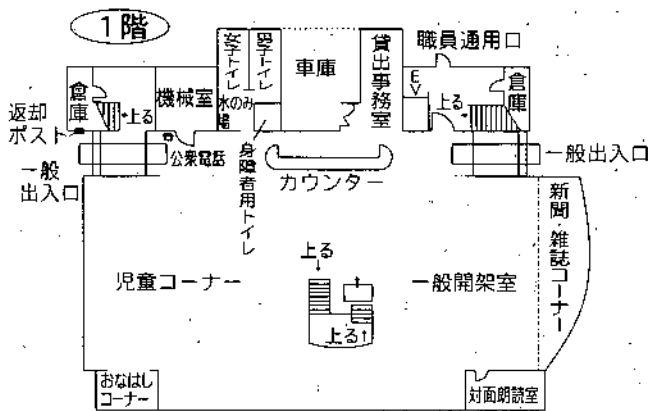 1階
女子トイレ
男子トイレ
車庫
貸出事務室
職員通用口
倉庫
上る
機械室
水のみ場
EV
上る
倉庫
返却
ポスト
公衆電話
身障者用トイレ
カウンター
一般
出入口
一般出入口
新聞・雑誌コーナー
児童コーナー
上る
一般開架室
上る
おなはし
コーナー
対面朗読室